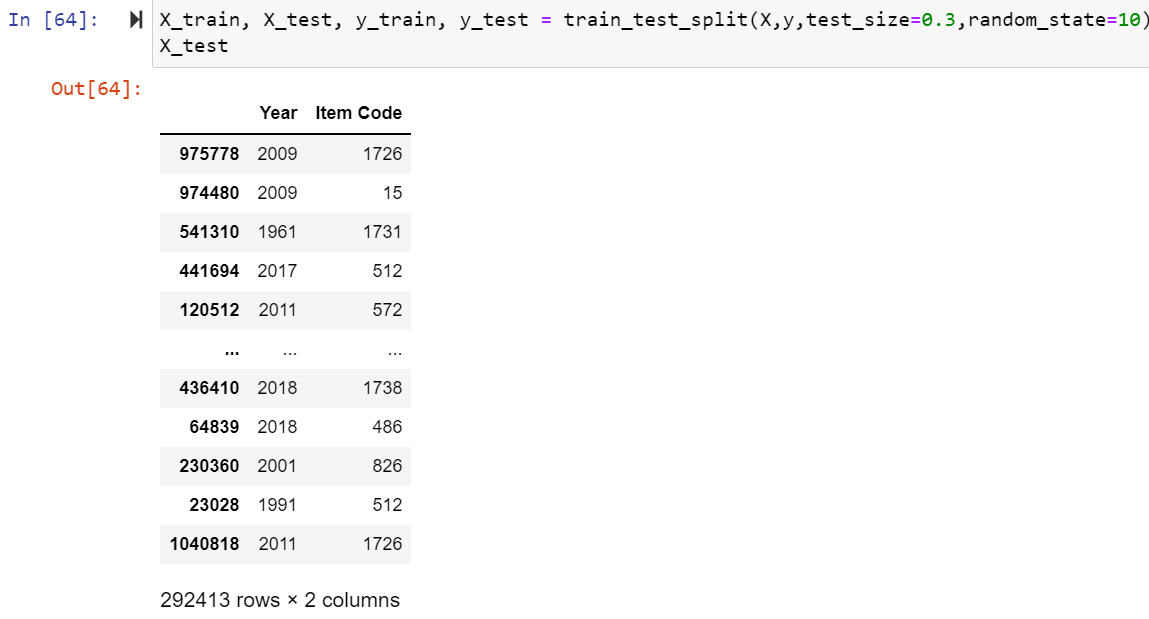 In [64]: X_train, X_test, y_train, y_test = train_test_split(X,y,test_size=0.3,random_state=10)
X_test
Out[64]:
Year Item Code
975778 2009 1726
974480 2009 15
541310 1961 1731
441694 2017 512
120512 2011 572
... ... ...
436410 2018 1738
64839 2018 486
230360 2001 826
23028 1991 512
1040818 2011 1726
292413 rows × 2 columns